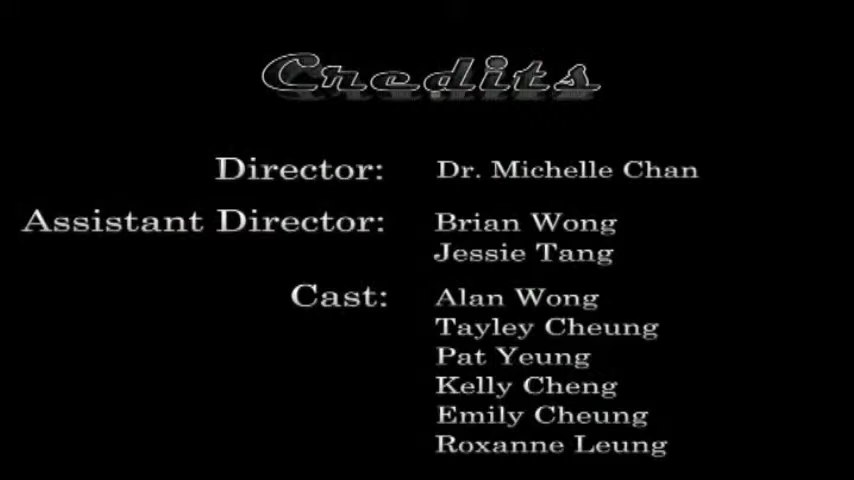 Credits
Director: Dr. Michelle Chan
Assistant Director: Brian Wong
Jessie Tang
Cast: Alan Wong
Tayley Cheung
Pat Yeung
Kelly Cheng
Emily Cheung
Roxanne Leung